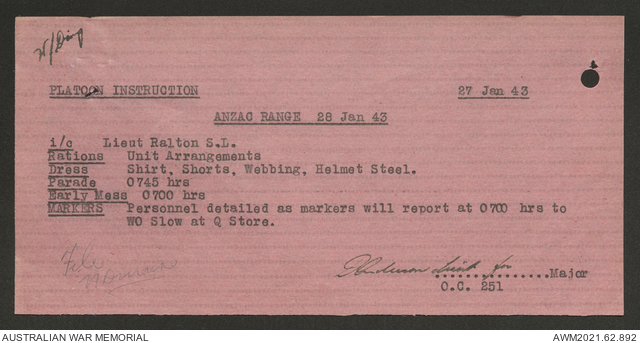 PLATOON INSTRUCTION 27 Jan 43
ANZAC RANGE 28 Jan 43
i/c Lieut Ralton S.L.
Rations Unit Arrangements
Dress Shirt, Shorts, Webbing, Helmet Steel.
Parade 0745 hrs
Early Mess 0700 hrs
MARKERS Personnel detailed as markers will report at 0700 hrs to
WO Slow at Q Store.
File
for
...............Major
O.C. 251
AUSTRALIAN WAR MEMORIAL AWM2021.62.892